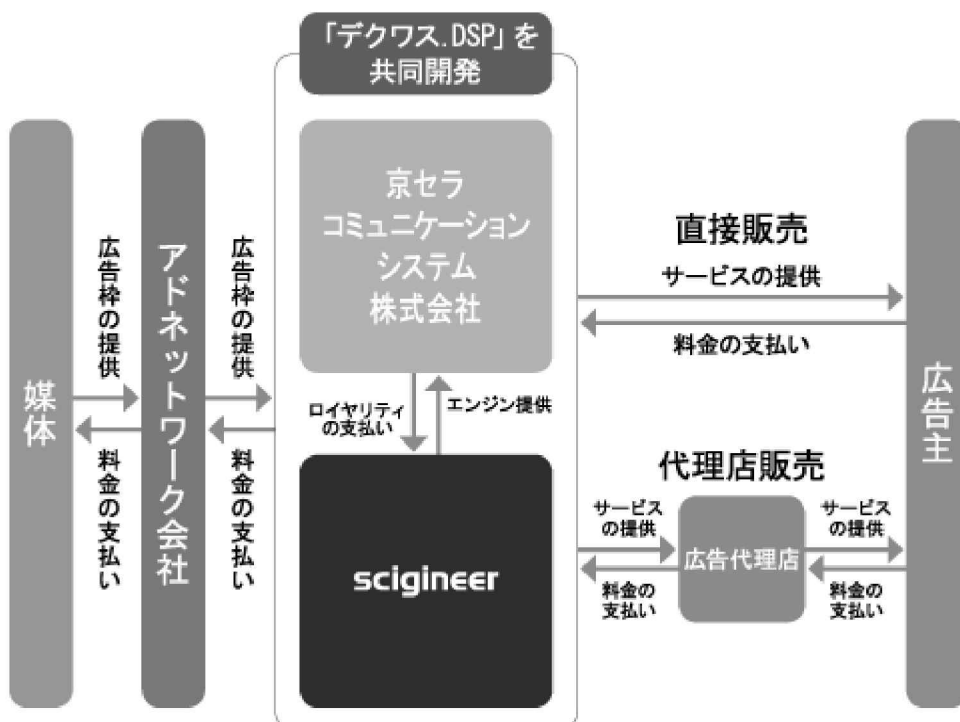 「デクワス.DSP」を
共同開発
媒体
広告枠の提供
料金の支払い
アドネットワーク会社
広告枠の提供
料金の支払い
京セラ
コミュニケーション
システム
株式会社
ロイヤリティ
の支払い
エンジン提供
scigineer
直接販売
サービスの提供
料金の支払い
代理店販売
サービス
の提供
料金の
支払い
広告代理店
サービス
の提供
料金の
支払い
広告主